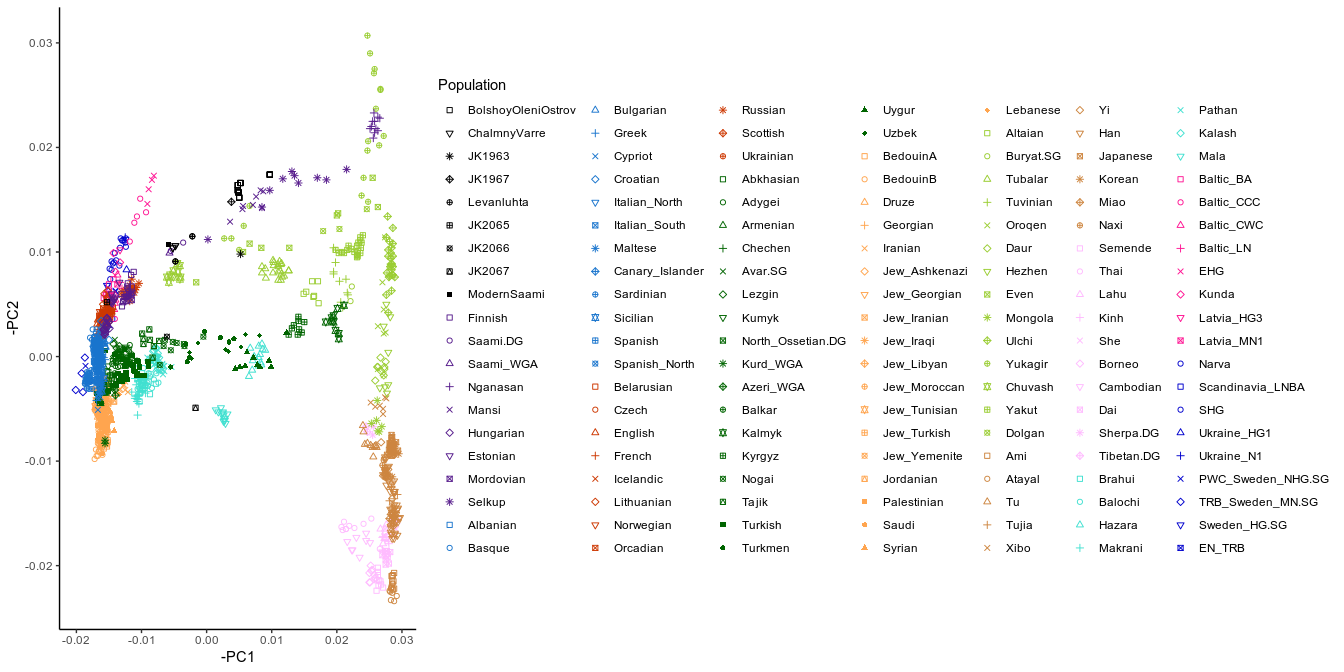 Population
0.03
0.02
0.01
0.00
-0.01
-0.02
-PC2
-0.02 -0.01 0.00 0.01 0.02 0.03
-PC1
BolshoyOleniOstrov
ChalmnyVarre
JK1963
JK1967
Levanluhta
JK2065
JK2066
JK2067
ModernSaami
Finnish
Saami.DG
Saami_WGA
Nganasan
Mansi
Hungarian
Estonian
Mordovian
Selkup
Albanian
Basque
Bulgarian
Greek
Cypriot
Croatian
Italian_North
Italian_South
Maltese
Canary_Islander
Sardinian
Sicilian
Spanish
Spanish_North
Belarusian
Czech
English
French
Icelandic
Lithuanian
Norwegian
Orcadian
Russian
Scottish
Ukrainian
Abkhasian
Adygei
Armenian
Chechen
Avar.SG
Lezgin
Kumyk
North_Ossetian.DG
Kurd_WGA
Azeri_WGA
Balkar
Kalmyk
Kyrgyz
Nogai
Tajik
Turkish
Turkmen
Uygur
Uzbek
BedouinA
BedouinB
Druze
Georgian
Iranian
Jew_Ashkenazi
Jew_Georgian
Jew_Iranian
Jew_Iraqi
Jew_Libyan
Jew_Moroccan
Jew_Tunisian
Jew_Turkish
Jew_Yemenite
Jordanian
Palestinian
Saudi
Syrian
Lebanese
Altaian
Buryat.SG
Tubalar
Tuvinian
Oroqen
Daur
Hezhen
Even
Mongola
Ulchi
Yukagir
Chuvash
Yakut
Dolgan
Ami
Atayal
Tu
Tujia
Xibo
Yi
Han
Japanese
Korean
Miao
Naxi
Semende
Thai
Lahu
Kinh
She
Borneo
Cambodian
Dai
Sherpa.DG
Tibetan.DG
Brahui
Balochi
Hazara
Makrani
Pathan
Kalash
Mala
Baltic_BA
Baltic_CCC
Baltic_CWC
Baltic_LN
EHG
Kunda
Latvia_HG3
Latvia_MN1
Narva
Scandinavia_LNBA
SHG
Ukraine_HG1
Ukraine_N1
PWC_Sweden_NHG.SG
TRB_Sweden_MN.SG
Sweden_HG.SG
EN_TRB